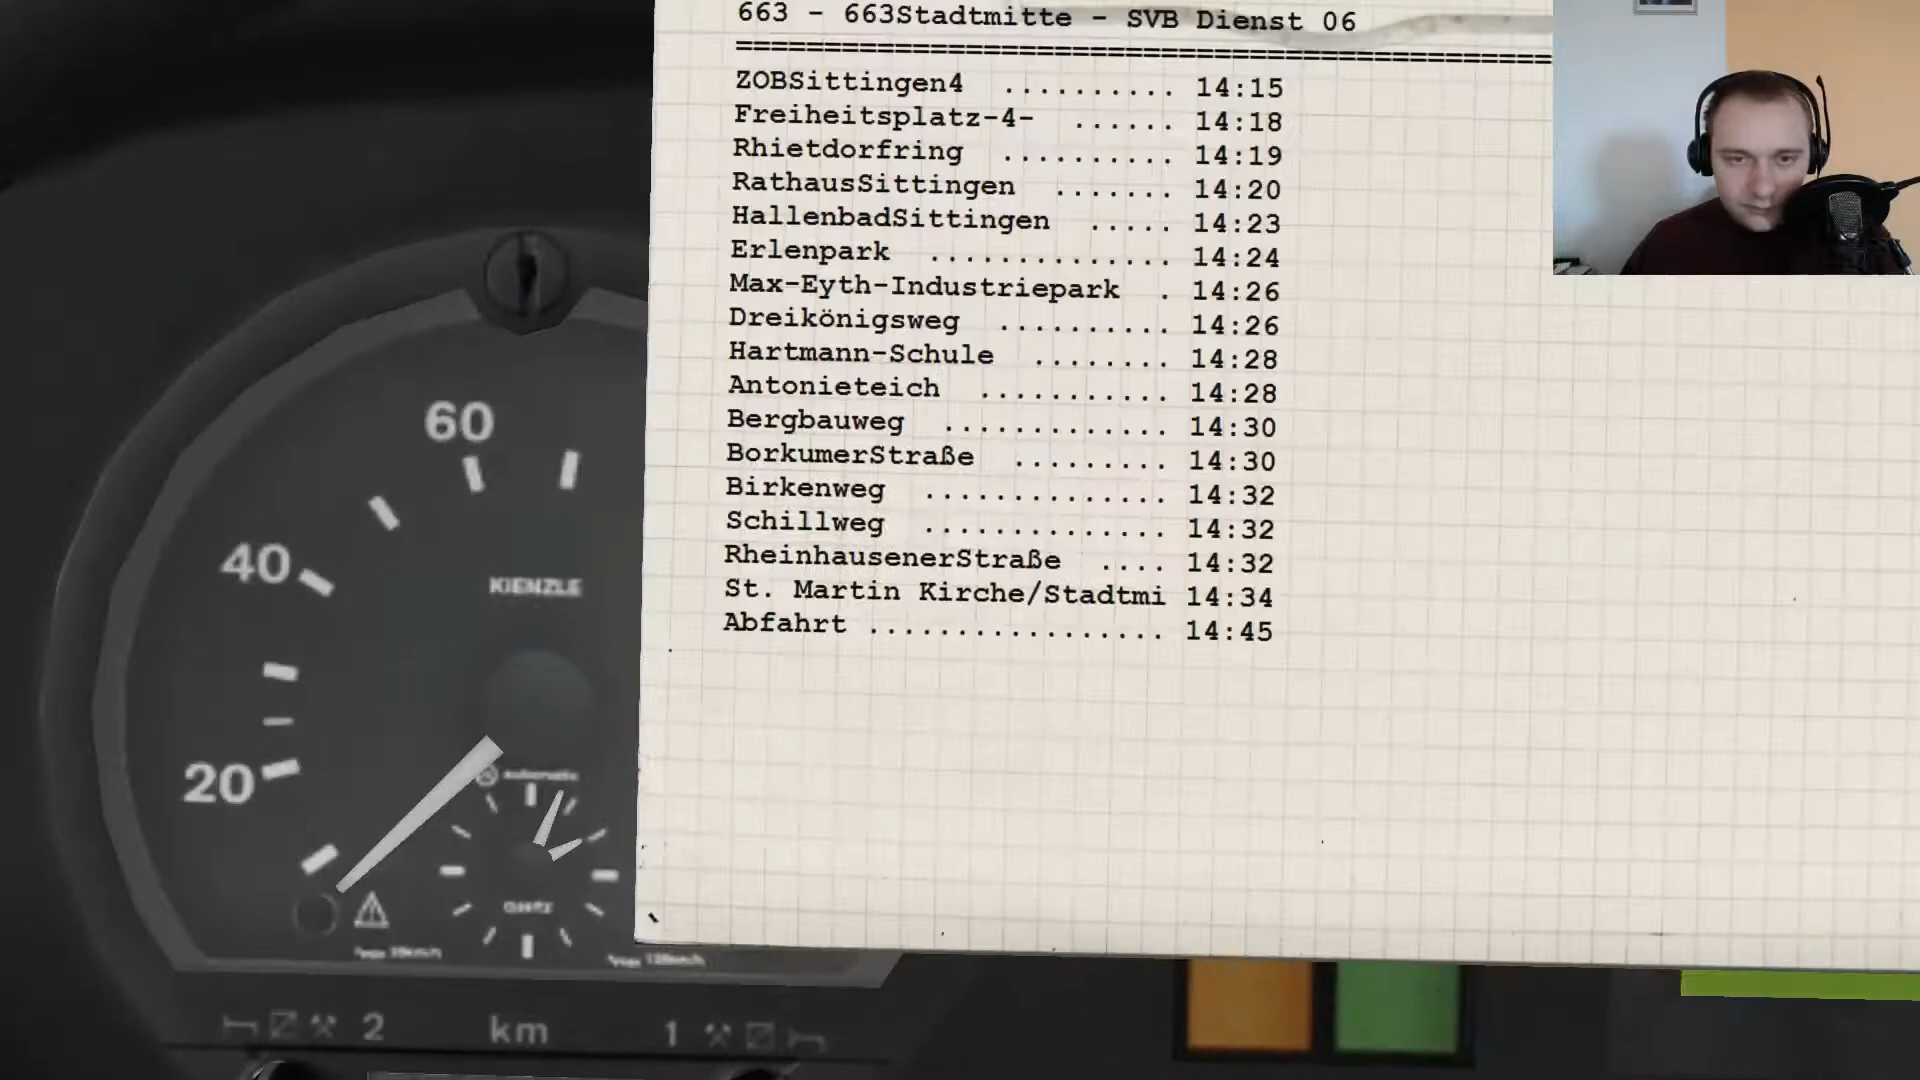 663 - 663Stadtmitte - SVB Dienst 06
==============================================
ZOBSittingen4 .......... 14:15
Freiheitsplatz-4- ...... 14:18
Rhietdorfring .......... 14:19
RathausSittingen ....... 14:20
HallenbadSittingen ..... 14:23
Erlenpark .............. 14:24
Max-Eyth-Industriepark . 14:26
Dreikönigsweg .......... 14:26
Hartmann-Schule ........ 14:28
Antonieteich ........... 14:28
Bergbauweg ............. 14:30
BorkumerStraße ......... 14:30
Birkenweg .............. 14:32
Schillweg .............. 14:32
RheinhausenerStraße .... 14:32
St. Martin Kirche/Stadtmi 14:34
Abfahrt ................. 14:45
60
40
KIENZLE
20
automatic
QUARTZ
2 km 1